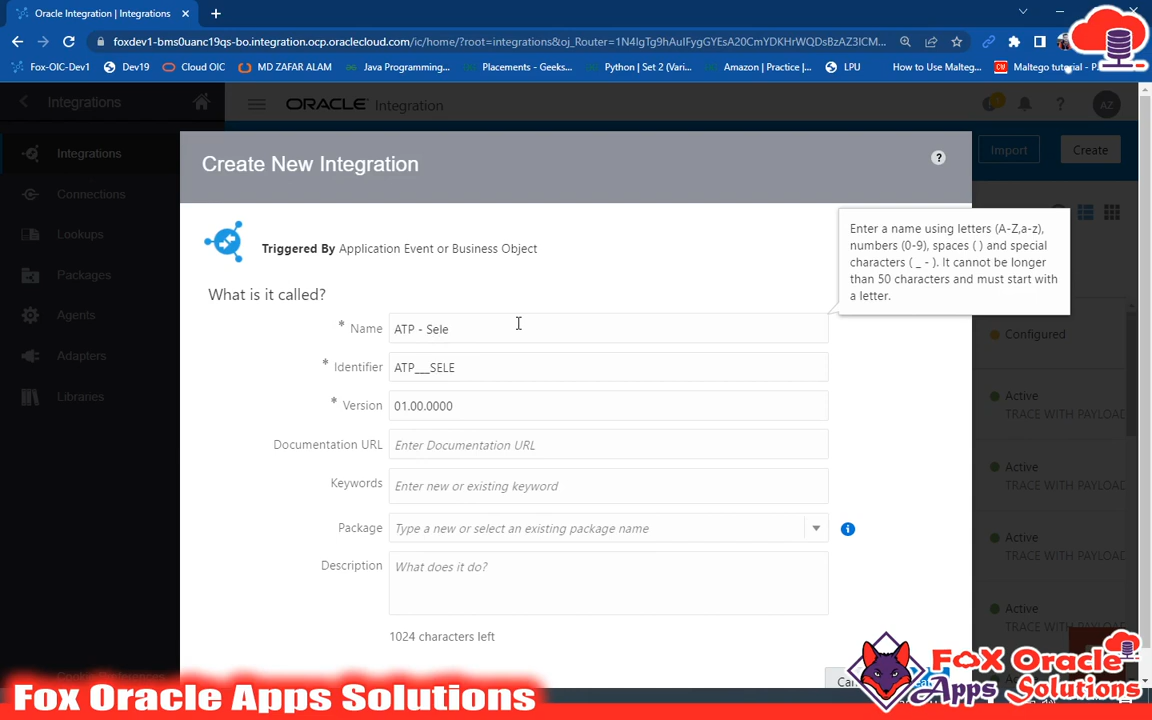 Oracle Integration | Integrations
foxdev1-bms0uanc19qs-bo.integration.ocp.oraclecloud.com/ic/home/?root=integrations&oj_Router=1N4IgTg9hAuIFygGYEsA20CmYDKHrWQDsBzAZ3ICM...
Fox-OIC-Dev1 Dev19 Cloud OIC MD ZAFAR ALAM Java Programming... Placements - Geeks... Python | Set 2 (Vari... Amazon | Practice |... LPU How to Use Malteg... Maltego tutorial - P...
Integrations ORACLE Integration AZ
Create New Integration ?
Import Create
Integrations
Connections
Lookups
Packages
Agents
Adapters
Libraries
Triggered By Application Event or Business Object
Enter a name using letters (A-Z,a-z),
numbers (0-9), spaces ( ) and special
characters ( _ - ). It cannot be longer
than 50 characters and must start with
a letter.
What is it called?
* Name ATP - Sele
* Identifier ATP___SELE
* Version 01.00.0000
Documentation URL Enter Documentation URL
Keywords Enter new or existing keyword
Package Type a new or select an existing package name
Description What does it do?
1024 characters left
Configured
Active
TRACE WITH PAYLOAD
Active
TRACE WITH PAYLOAD
Active
TRACE WITH PAYLOAD
Active
Fox Oracle Apps Solutions
FOX Oracle
Apps Solutions